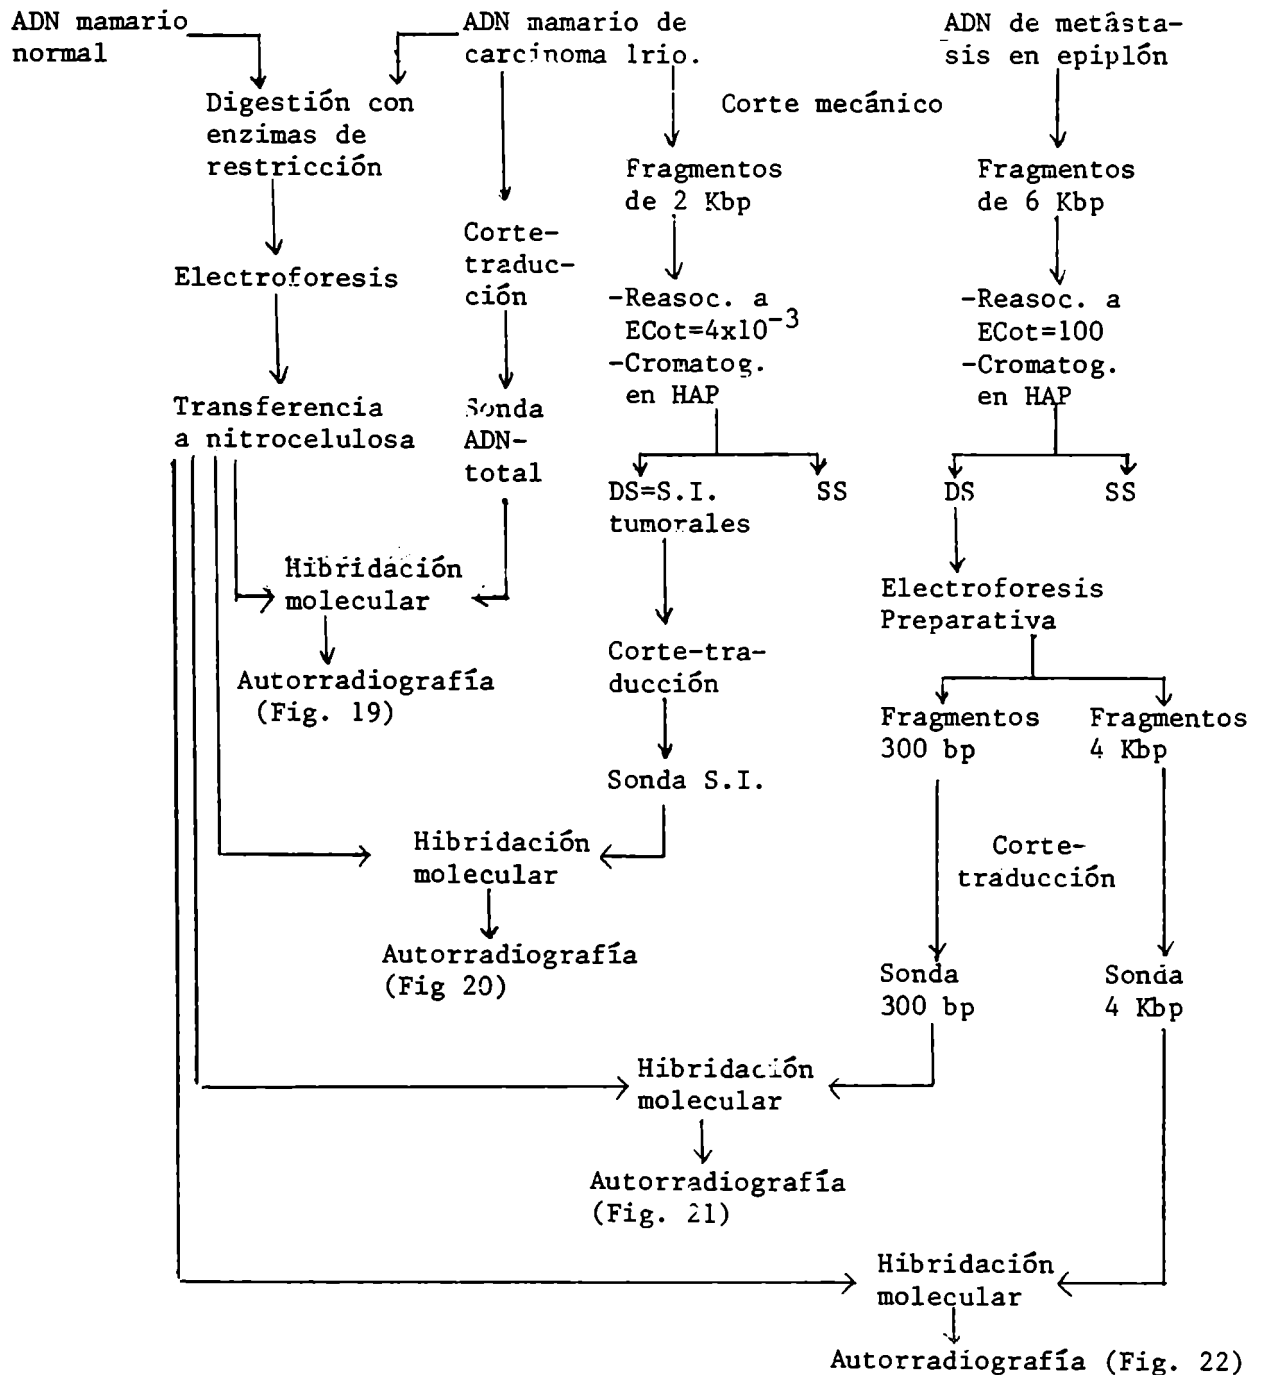 ADN mamario
normal
ADN mamario de
carcinoma 1rio.
ADN de metásta-
sis en epiplón
Digestión con
enzimas de
restricción
Corte mecánico
Fragmentos
de 2 Kbp
Fragmentos
de 6 Kbp
Electroforesis
Corte-
traduc-
ción
-Reasoc. a
ECot=4x10⁻³
-Cromatog.
en HAP
-Reasoc. a
ECot=100
-Cromatog.
en HAP
Transferencia
a nitrocelulosa
Sonda
ADN-
total
DS=S.I.
tumorales
SS
DS
SS
Hibridación
molecular
Electroforesis
Preparativa
Autorradiografía
(Fig. 19)
Corte-tra-
ducción
Fragmentos
300 bp
Fragmentos
4 Kbp
Sonda S.I.
Hibridación
molecular
Corte-
traducción
Autorradiografía
(Fig 20)
Sonda
300 bp
Sonda
4 Kbp
Hibridación
molecular
Autorradiografía
(Fig. 21)
Hibridación
molecular
Autorradiografía (Fig. 22)